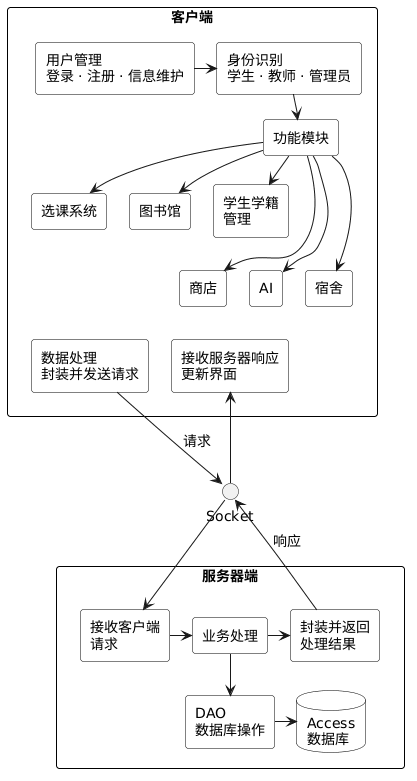 客户端
用户管理
登录 · 注册 · 信息维护
身份识别
学生 · 教师 · 管理员
功能模块
选课系统
图书馆
学生学籍
管理
商店
AI
宿舍
数据处理
封装并发送请求
接收服务器响应
更新界面
请求
Socket
响应
服务器端
接收客户端
请求
业务处理
封装并返回
处理结果
DAO
数据库操作
Access
数据库